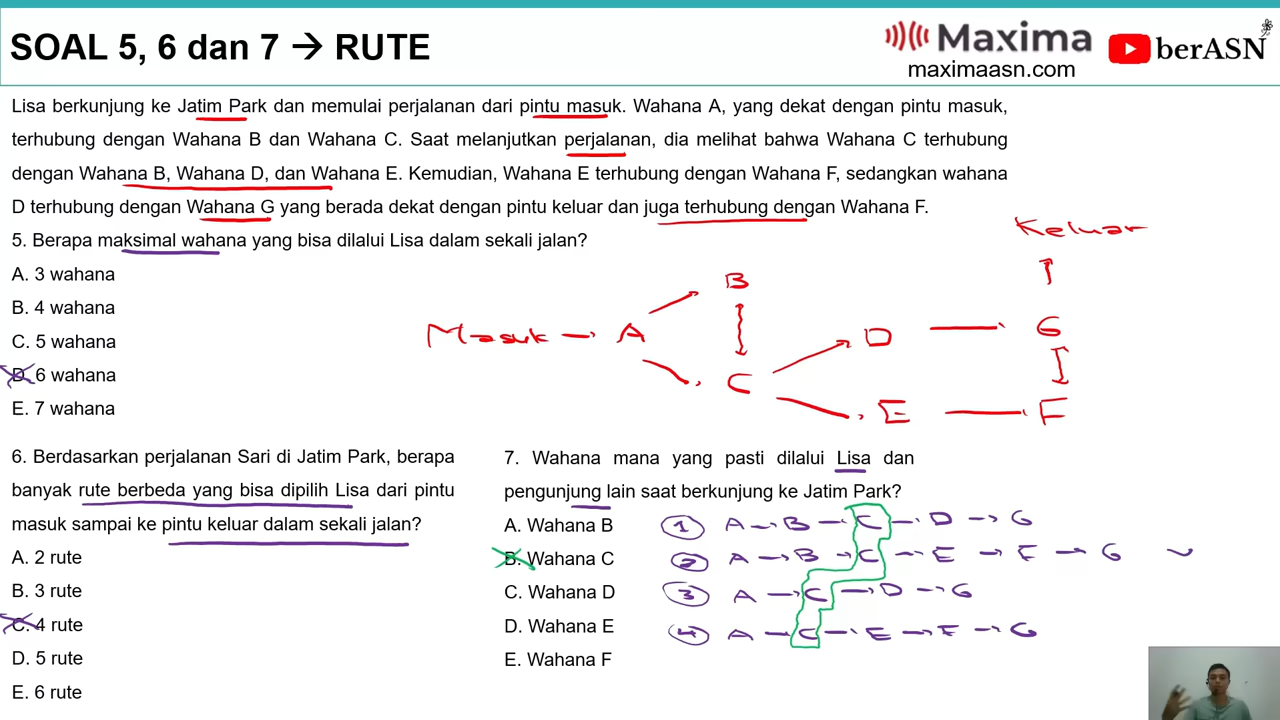 SOAL 5, 6 dan 7 → RUTE
Maxima
maximaasn.com
berASN
Lisa berkunjung ke Jatim Park dan memulai perjalanan dari pintu masuk. Wahana A, yang dekat dengan pintu masuk,
terhubung dengan Wahana B dan Wahana C. Saat melanjutkan perjalanan, dia melihat bahwa Wahana C terhubung
dengan Wahana B, Wahana D, dan Wahana E. Kemudian, Wahana E terhubung dengan Wahana F, sedangkan wahana
D terhubung dengan Wahana G yang berada dekat dengan pintu keluar dan juga terhubung dengan Wahana F.
5. Berapa maksimal wahana yang bisa dilalui Lisa dalam sekali jalan?
A. 3 wahana
B. 4 wahana
C. 5 wahana
D. 6 wahana
E. 7 wahana
Keluar
B
Masuk → A
D → G
C
E → F
6. Berdasarkan perjalanan Sari di Jatim Park, berapa
banyak rute berbeda yang bisa dipilih Lisa dari pintu
masuk sampai ke pintu keluar dalam sekali jalan?
A. 2 rute
B. 3 rute
C. 4 rute
D. 5 rute
E. 6 rute
7. Wahana mana yang pasti dilalui Lisa dan
pengunjung lain saat berkunjung ke Jatim Park?
A. Wahana B
B. Wahana C
C. Wahana D
D. Wahana E
E. Wahana F
1 A → B → C → D → G
2 A → B → C → E → F → G
3 A → C → D → G
4 A → C → E → F → G